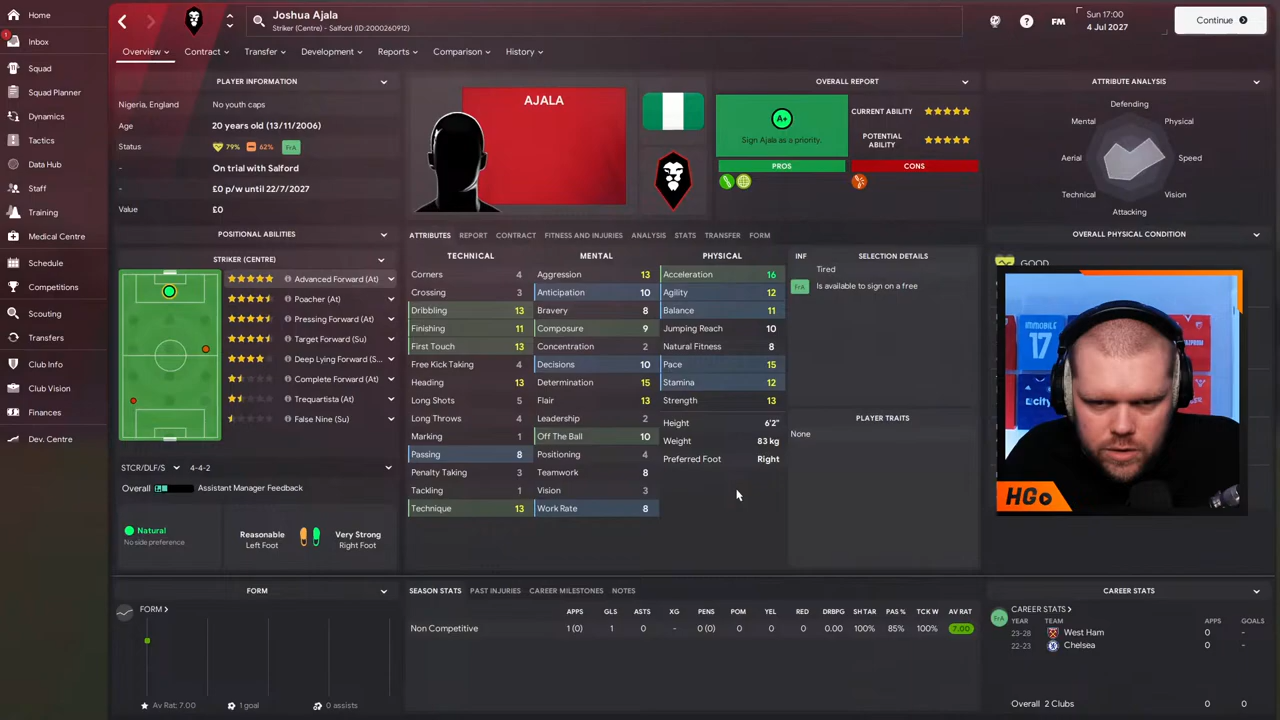 Home
1
Inbox
Squad
Squad Planner
Dynamics
Tactics
Data Hub
Staff
Training
Medical Centre
Schedule
Competitions
Scouting
Transfers
Club Info
Club Vision
Finances
Dev. Centre
Joshua Ajala
Striker (Centre) - Salford (ID:2000260912)
FM
Sun 17:00
4 Jul 2027
Continue
Overview
Contract
Transfer
Development
Reports
Comparison
History
PLAYER INFORMATION
Nigeria, England No youth caps
Age 20 years old (13/11/2006)
Status 79% 62% FrA
- On trial with Salford
- £0 p/w until 22/7/2027
Value £0
POSITIONAL ABILITIES
STRIKER (CENTRE)
Advanced Forward (At)
Poacher (At)
Pressing Forward (At)
Target Forward (Su)
Deep Lying Forward (S...
Complete Forward (At)
Trequartista (At)
False Nine (Su)
STCR/DLF/S 4-4-2
Overall Assistant Manager Feedback
Natural
No side preference
Reasonable
Left Foot
Very Strong
Right Foot
AJALA
OVERALL REPORT
A+
Sign Ajala as a priority.
CURRENT ABILITY
POTENTIAL
ABILITY
PROS
CONS
ATTRIBUTES REPORT CONTRACT FITNESS AND INJURIES ANALYSIS STATS TRANSFER FORM
TECHNICAL
Corners 4
Crossing 3
Dribbling 13
Finishing 11
First Touch 13
Free Kick Taking 4
Heading 13
Long Shots 5
Long Throws 4
Marking 1
Passing 8
Penalty Taking 3
Tackling 1
Technique 13
MENTAL
Aggression 13
Anticipation 10
Bravery 8
Composure 9
Concentration 2
Decisions 10
Determination 15
Flair 13
Leadership 2
Off The Ball 10
Positioning 4
Teamwork 8
Vision 3
Work Rate 8
PHYSICAL
Acceleration 16
Agility 12
Balance 11
Jumping Reach 10
Natural Fitness 8
Pace 15
Stamina 12
Strength 13
Height 6'2"
Weight 83 kg
Preferred Foot Right
INF SELECTION DETAILS
Tired
FrA Is available to sign on a free
PLAYER TRAITS
None
ATTRIBUTE ANALYSIS
Defending
Mental
Physical
Aerial
Speed
Technical
Vision
Attacking
OVERALL PHYSICAL CONDITION
GOOD
IMMOBILE
17
HGo
FORM
FORM
Av Rat: 7.00
1 goal
0 assists
SEASON STATS PAST INJURIES CAREER MILESTONES NOTES
APPS GLS ASTS XG PENS POM YEL RED DRBPG SH TAR PAS % TCK W AV RAT
Non Competitive 1 (0) 1 0 - 0 (0) 0 0 0 0.00 100% 85% 100% 7.00
CAREER STATS
FrA
CAREER STATS
YEAR TEAM APPS GOALS
23-28 West Ham 0 -
22-23 Chelsea 0 -
Overall 2 Clubs 0 0